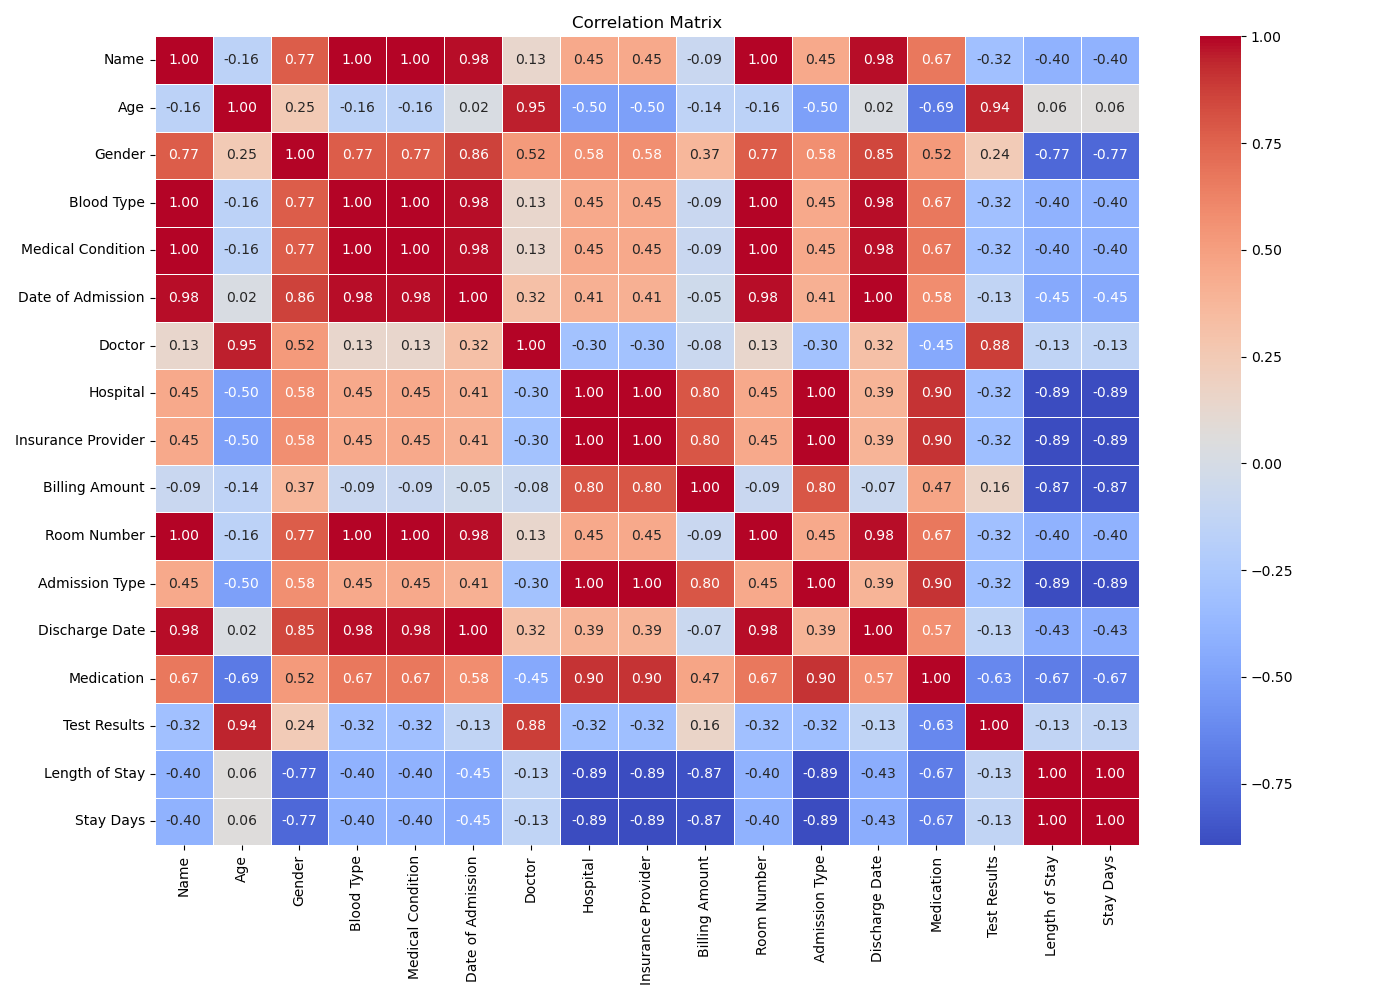 Correlation Matrix
Name 1.00 -0.16 0.77 1.00 1.00 0.98 0.13 0.45 0.45 -0.09 1.00 0.45 0.98 0.67 -0.32 -0.40 -0.40
Age -0.16 1.00 0.25 -0.16 -0.16 0.02 0.95 -0.50 -0.50 -0.14 -0.16 -0.50 0.02 -0.69 0.94 0.06 0.06
Gender 0.77 0.25 1.00 0.77 0.77 0.86 0.52 0.58 0.58 0.37 0.77 0.58 0.85 0.52 0.24 -0.77 -0.77
Blood Type 1.00 -0.16 0.77 1.00 1.00 0.98 0.13 0.45 0.45 -0.09 1.00 0.45 0.98 0.67 -0.32 -0.40 -0.40
Medical Condition 1.00 -0.16 0.77 1.00 1.00 0.98 0.13 0.45 0.45 -0.09 1.00 0.45 0.98 0.67 -0.32 -0.40 -0.40
Date of Admission 0.98 0.02 0.86 0.98 0.98 1.00 0.32 0.41 0.41 -0.05 0.98 0.41 1.00 0.58 -0.13 -0.45 -0.45
Doctor 0.13 0.95 0.52 0.13 0.13 0.32 1.00 -0.30 -0.30 -0.08 0.13 -0.30 0.32 -0.45 0.88 -0.13 -0.13
Hospital 0.45 -0.50 0.58 0.45 0.45 0.41 -0.30 1.00 1.00 0.80 0.45 1.00 0.39 0.90 -0.32 -0.89 -0.89
Insurance Provider 0.45 -0.50 0.58 0.45 0.45 0.41 -0.30 1.00 1.00 0.80 0.45 1.00 0.39 0.90 -0.32 -0.89 -0.89
Billing Amount -0.09 -0.14 0.37 -0.09 -0.09 -0.05 -0.08 0.80 0.80 1.00 -0.09 0.80 -0.07 0.47 0.16 -0.87 -0.87
Room Number 1.00 -0.16 0.77 1.00 1.00 0.98 0.13 0.45 0.45 -0.09 1.00 0.45 0.98 0.67 -0.32 -0.40 -0.40
Admission Type 0.45 -0.50 0.58 0.45 0.45 0.41 -0.30 1.00 1.00 0.80 0.45 1.00 0.39 0.90 -0.32 -0.89 -0.89
Discharge Date 0.98 0.02 0.85 0.98 0.98 1.00 0.32 0.39 0.39 -0.07 0.98 0.39 1.00 0.57 -0.13 -0.43 -0.43
Medication 0.67 -0.69 0.52 0.67 0.67 0.58 -0.45 0.90 0.90 0.47 0.67 0.90 0.57 1.00 -0.63 -0.67 -0.67
Test Results -0.32 0.94 0.24 -0.32 -0.32 -0.13 0.88 -0.32 -0.32 0.16 -0.32 -0.32 -0.13 -0.63 1.00 -0.13 -0.13
Length of Stay -0.40 0.06 -0.77 -0.40 -0.40 -0.45 -0.13 -0.89 -0.89 -0.87 -0.40 -0.89 -0.43 -0.67 -0.13 1.00 1.00
Stay Days -0.40 0.06 -0.77 -0.40 -0.40 -0.45 -0.13 -0.89 -0.89 -0.87 -0.40 -0.89 -0.43 -0.67 -0.13 1.00 1.00
Name
Age
Gender
Blood Type
Medical Condition
Date of Admission
Doctor
Hospital
Insurance Provider
Billing Amount
Room Number
Admission Type
Discharge Date
Medication
Test Results
Length of Stay
Stay Days
1.00
0.75
0.50
0.25
0.00
−0.25
−0.50
−0.75